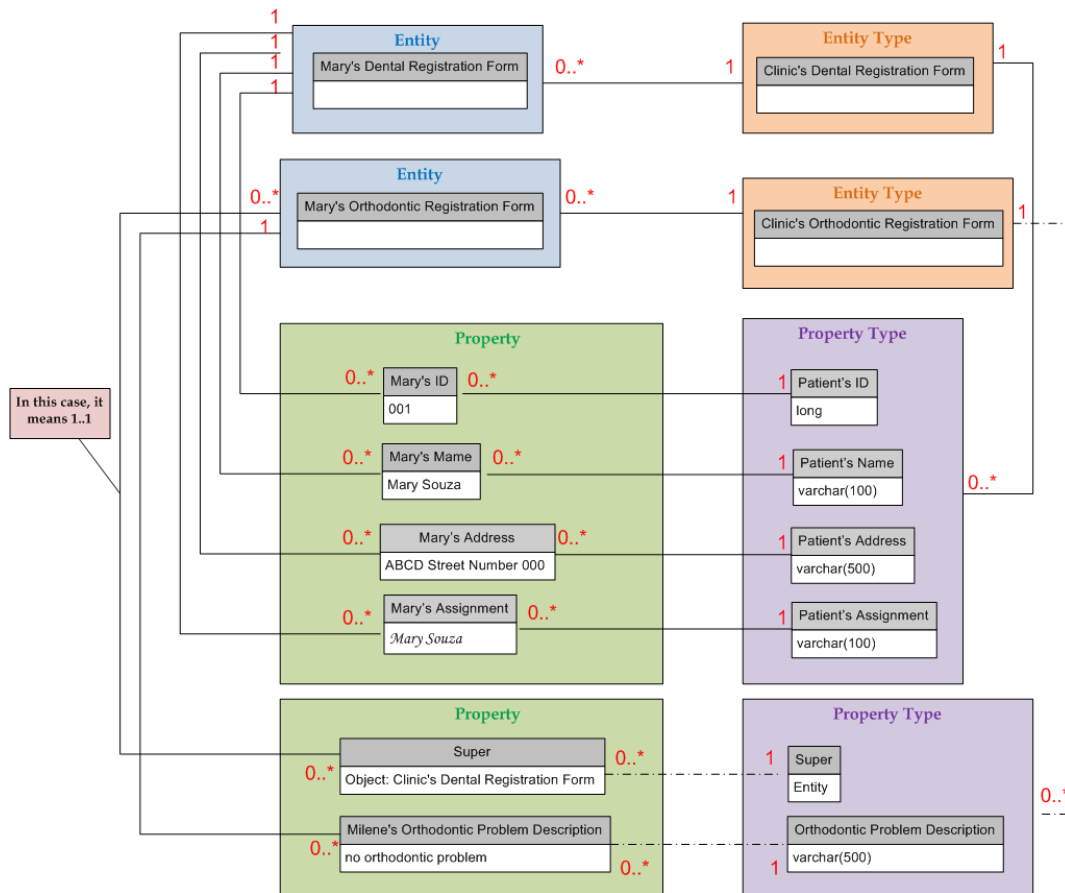 1
Entity
Entity Type
1
Mary's Dental Registration Form
0..*
1
Clinic's Dental Registration Form
1
1
1
Entity
Entity Type
0..*
Mary's Orthodontic Registration Form
0..*
1
Clinic's Orthodontic Registration Form
1
1
Property
Property Type
0..*
Mary's ID
0..*
1
Patient's ID
001
long
In this case, it
means 1..1
0..*
Mary's Mame
0..*
1
Patient's Name
Mary Souza
varchar(100)
0..*
0..*
Mary's Address
0..*
1
Patient's Address
ABCD Street Number 000
varchar(500)
0..*
Mary's Assignment
0..*
1
Patient's Assignment
Mary Souza
varchar(100)
Property
Property Type
Super
0..*
1
Super
0..*
Object: Clinic's Dental Registration Form
Entity
0..*
Milene's Orthodontic Problem Description
Orthodontic Problem Description
0..*
no orthodontic problem
0..*
1
varchar(500)